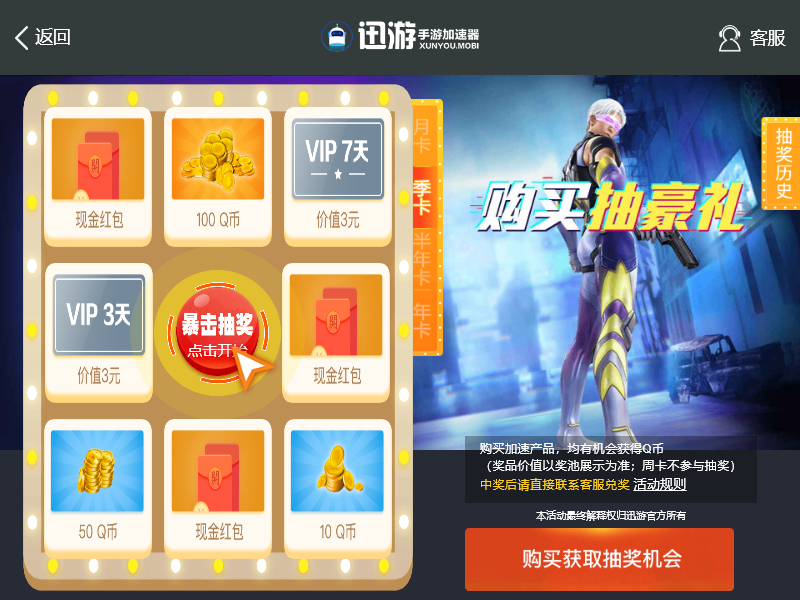 返回
迅游手游加速器
XUNYOU.MOBI
客服
现金红包
100 Q币
VIP 7天
价值3元
VIP 3天
价值3元
暴击抽奖
点击开始
现金红包
50 Q币
现金红包
10 Q币
月卡
季卡
半年卡
年卡
抽奖历史
购买抽豪礼
购买加速产品，均有机会获得Q币
（奖品价值以奖池展示为准；周卡不参与抽奖）
中奖后请直接联系客服兑奖 活动规则
本活动最终解释权归迅游官方所有
购买获取抽奖机会